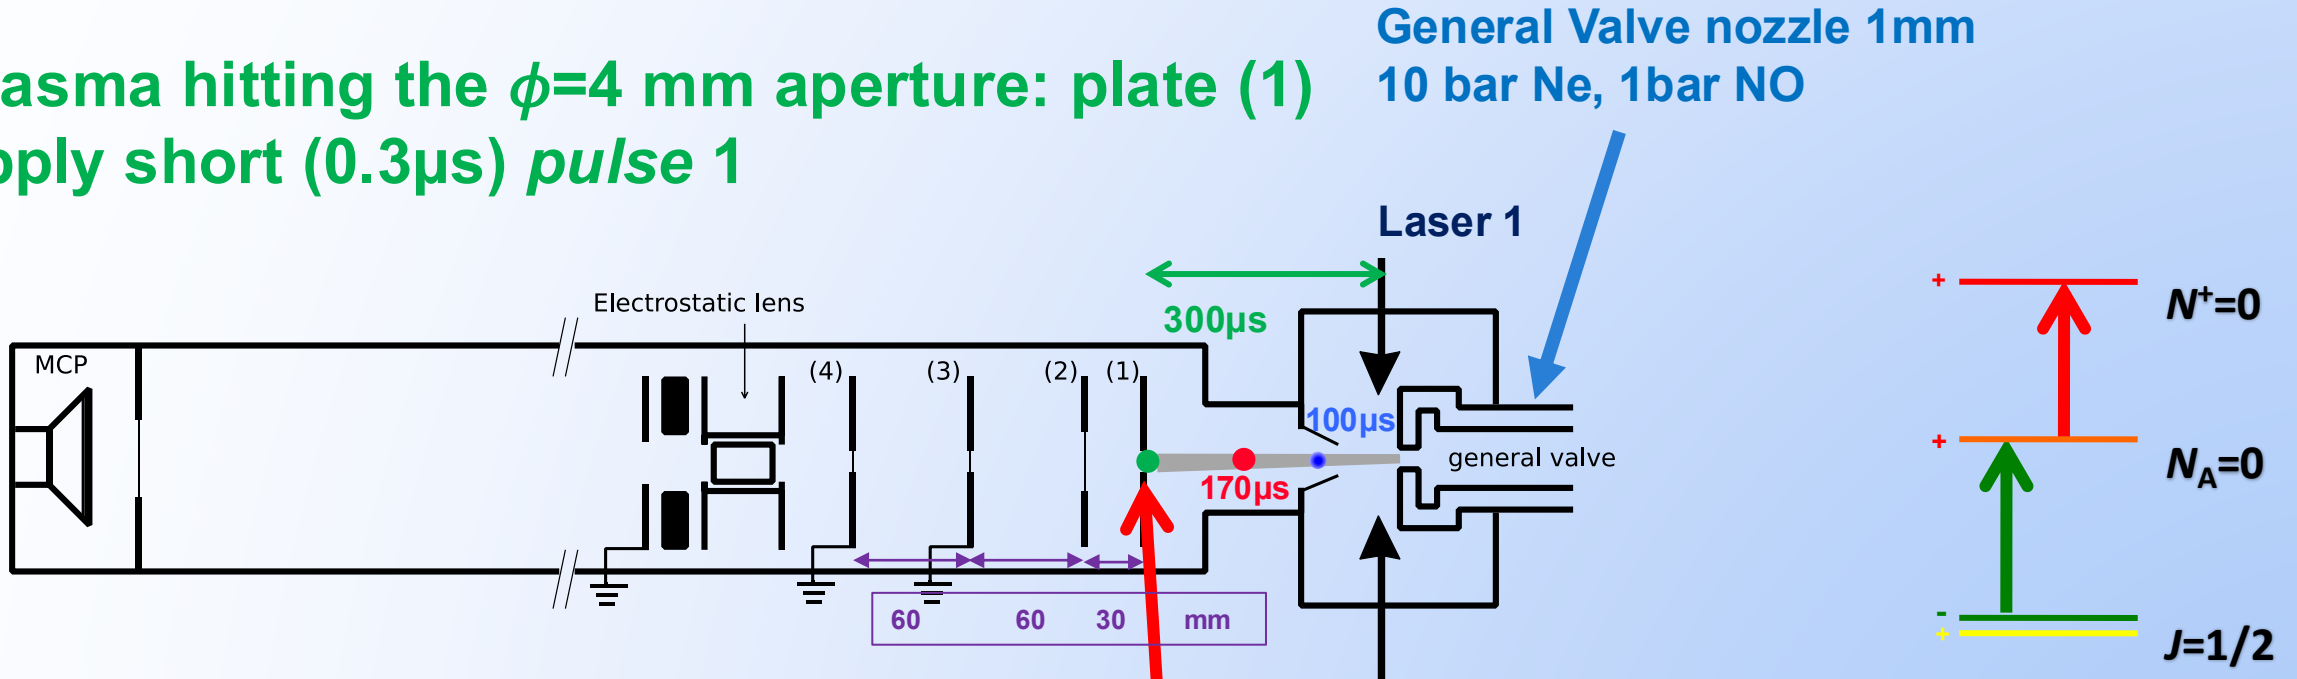 General Valve nozzle 1mm
10 bar Ne, 1bar NO
asma hitting the ϕ=4 mm aperture: plate (1)
pply short (0.3µs) pulse 1
Laser 1
300µs
Electrostatic lens
MCP
(4)
(3)
(2)
(1)
100µs
170µs
general valve
60
60
30
mm
+
N⁺=0
+
N_A=0
-
+
J=1/2